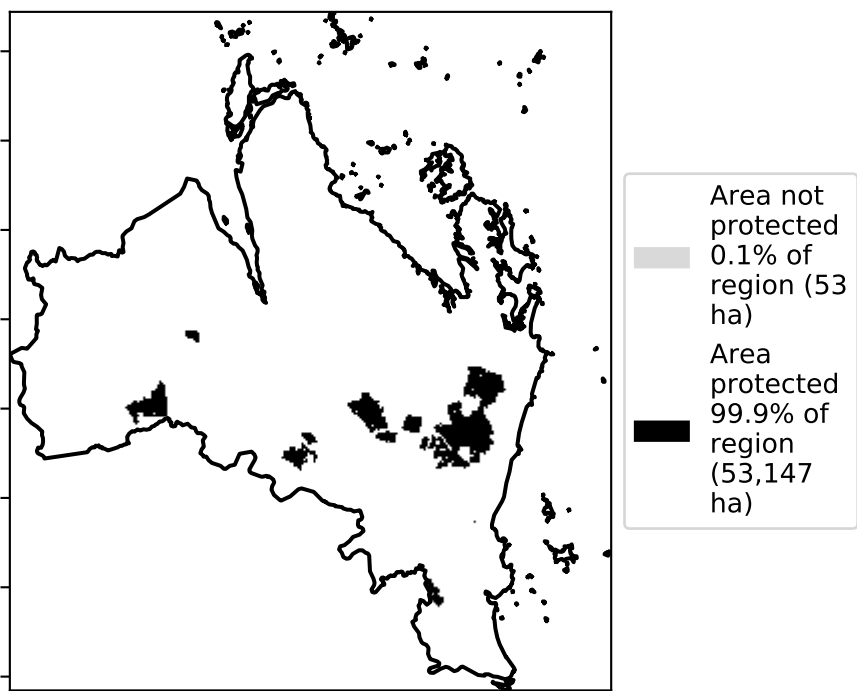 Area not
protected
0.1% of
region (53
ha)
Area
protected
99.9% of
region
(53,147
ha)